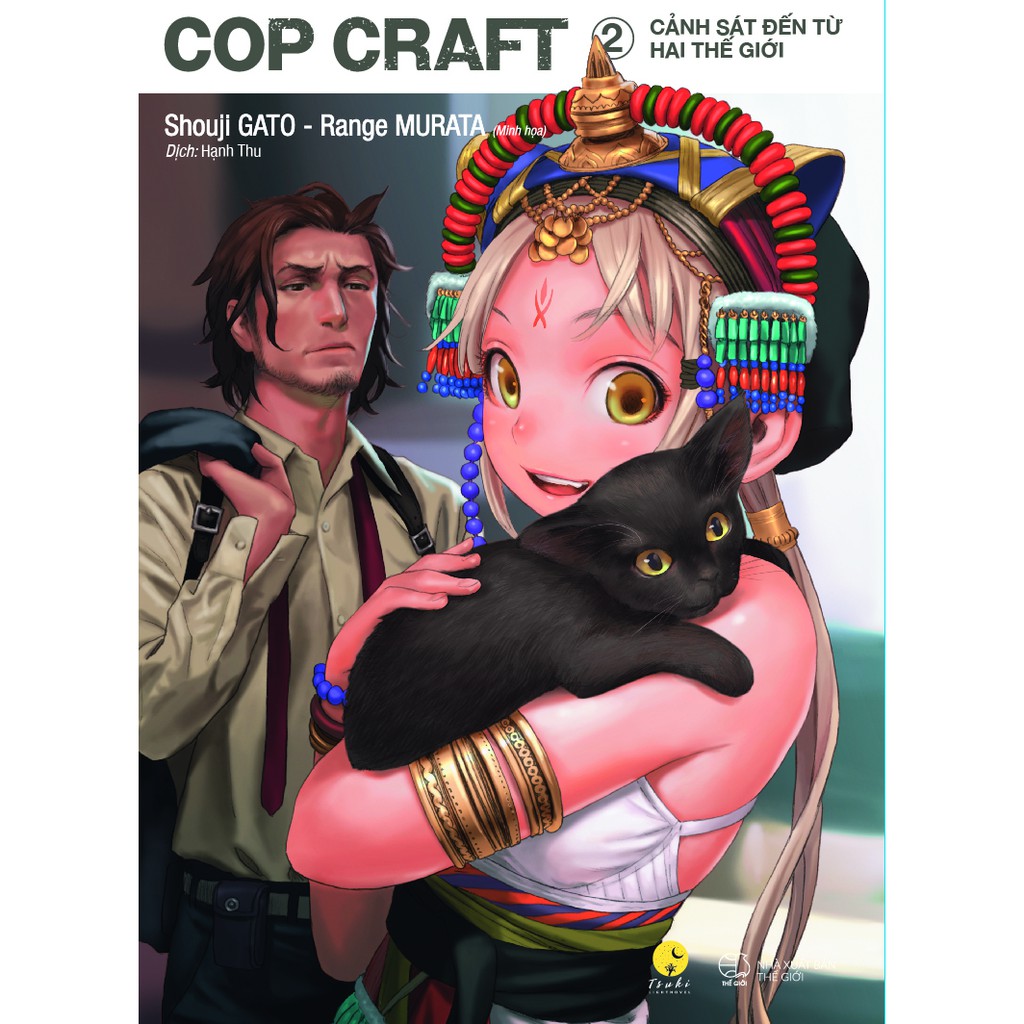 COP CRAFT 2
CẢNH SÁT ĐẾN TỪ
HAI THẾ GIỚI
Shouji GATO - Range MURATA (Minh họa)
Dịch: Hạnh Thu
Tsuki
LIGHTNOVEL
THẾ GIỚI
NHÀ XUẤT BẢN
THẾ GIỚI